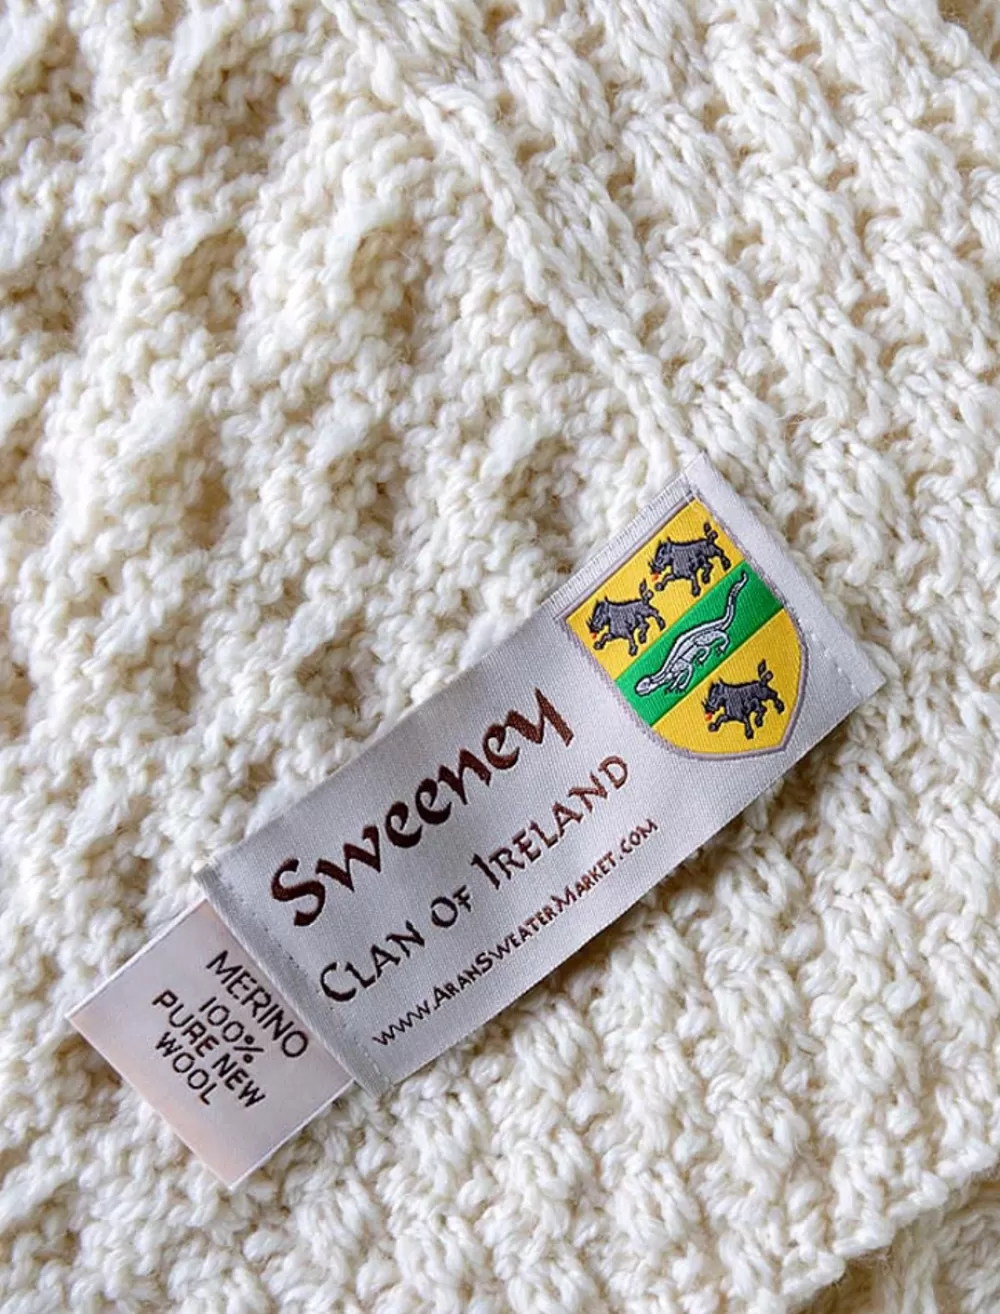 Sweeney
CLAN OF IRELAND
WWW.ARANSWEATERMARKET.COM
MERINO
100%
PURE NEW
WOOL